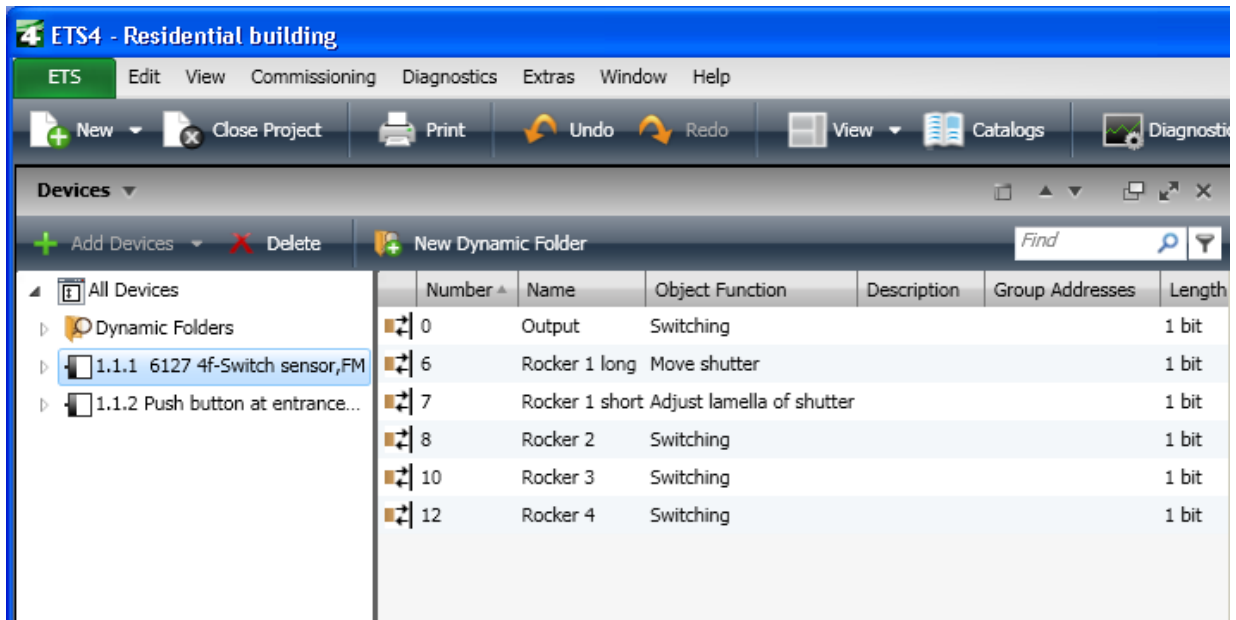 4 ETS4 - Residential building
ETS Edit View Commissioning Diagnostics Extras Window Help
New Close Project Print Undo Redo View Catalogs
Devices
Add Devices Delete New Dynamic Folder Find
All Devices
Dynamic Folders
1.1.1 6127 4f-Switch sensor,FM
1.1.2 Push button at entrance...
Number Name Object Function Description Group Addresses Length
0 Output Switching 1 bit
6 Rocker 1 long Move shutter 1 bit
7 Rocker 1 short Adjust lamella of shutter 1 bit
8 Rocker 2 Switching 1 bit
10 Rocker 3 Switching 1 bit
12 Rocker 4 Switching 1 bit